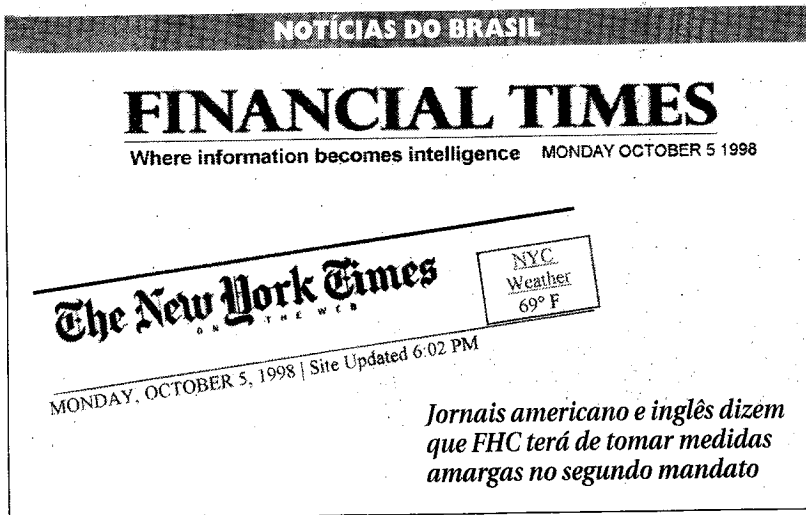 NOTÍCIAS DO BRASIL
FINANCIAL TIMES
Where information becomes intelligence MONDAY OCTOBER 5 1998
The New York Times
ON THE WEB
NYC
Weather
69° F
MONDAY, OCTOBER 5, 1998 | Site Updated 6:02 PM
Jornais americano e inglês dizem
que FHC terá de tomar medidas
amargas no segundo mandato